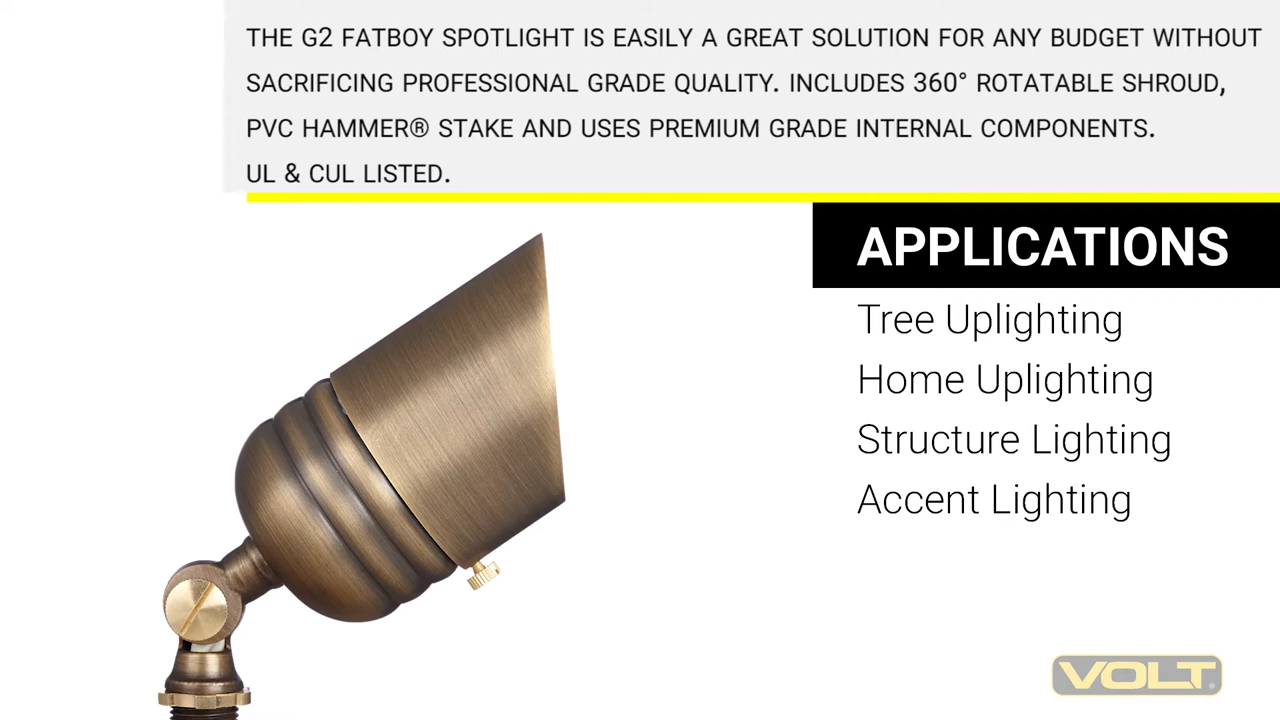 THE G2 FATBOY SPOTLIGHT IS EASILY A GREAT SOLUTION FOR ANY BUDGET WITHOUT
SACRIFICING PROFESSIONAL GRADE QUALITY. INCLUDES 360° ROTATABLE SHROUD,
PVC HAMMER® STAKE AND USES PREMIUM GRADE INTERNAL COMPONENTS.
UL & CUL LISTED.
APPLICATIONS
Tree Uplighting
Home Uplighting
Structure Lighting
Accent Lighting
VOLT®